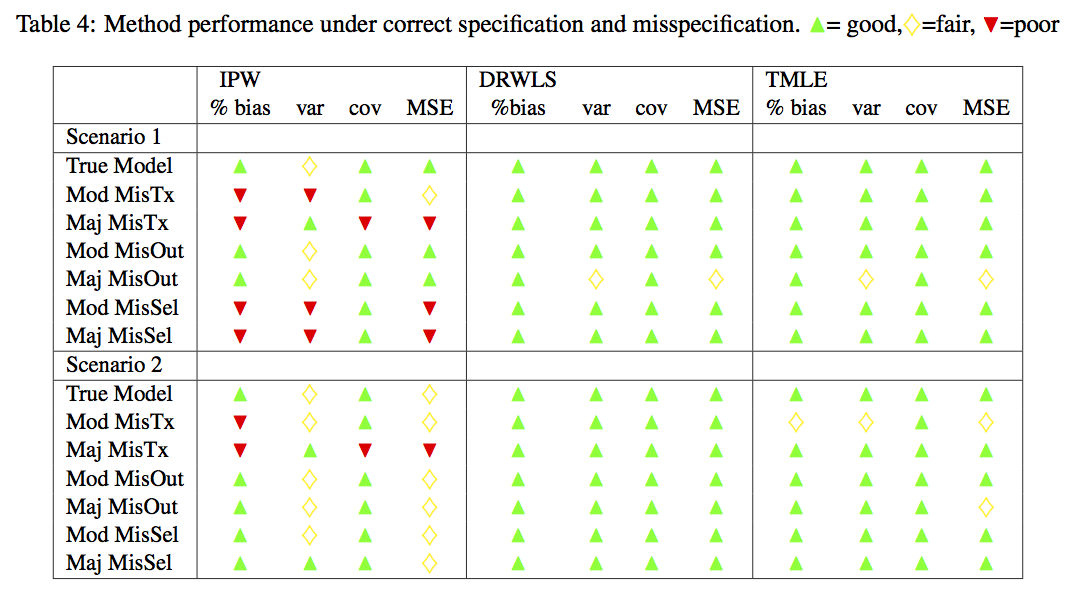 Table 4: Method performance under correct specification and misspecification. ▲= good,◇=fair, ▼=poor
IPW DRWLS TMLE
% bias var cov MSE %bias var cov MSE % bias var cov MSE
Scenario 1
True Model ▲ ◇ ▲ ▲ ▲ ▲ ▲ ▲ ▲ ▲ ▲ ▲
Mod MisTx ▼ ▼ ▲ ◇ ▲ ▲ ▲ ▲ ▲ ▲ ▲ ▲
Maj MisTx ▼ ▲ ▼ ▼ ▲ ▲ ▲ ▲ ▲ ▲ ▲ ▲
Mod MisOut ▲ ◇ ▲ ▲ ▲ ▲ ▲ ▲ ▲ ▲ ▲ ▲
Maj MisOut ▲ ◇ ▲ ▲ ▲ ◇ ▲ ◇ ▲ ◇ ▲ ◇
Mod MisSel ▼ ▼ ▲ ▼ ▲ ▲ ▲ ▲ ▲ ▲ ▲ ▲
Maj MisSel ▼ ▼ ▲ ▼ ▲ ▲ ▲ ▲ ▲ ▲ ▲ ▲
Scenario 2
True Model ▲ ◇ ▲ ◇ ▲ ▲ ▲ ▲ ▲ ▲ ▲ ▲
Mod MisTx ▼ ◇ ▲ ◇ ▲ ▲ ▲ ▲ ◇ ◇ ▲ ◇
Maj MisTx ▼ ▲ ▼ ▼ ▲ ▲ ▲ ▲ ▲ ▲ ▲ ▲
Mod MisOut ▲ ◇ ▲ ◇ ▲ ▲ ▲ ▲ ▲ ▲ ▲ ▲
Maj MisOut ▲ ◇ ▲ ◇ ▲ ▲ ▲ ▲ ▲ ▲ ▲ ◇
Mod MisSel ▲ ◇ ▲ ◇ ▲ ▲ ▲ ▲ ▲ ▲ ▲ ▲
Maj MisSel ▲ ▲ ▲ ◇ ▲ ▲ ▲ ▲ ▲ ▲ ▲ ▲